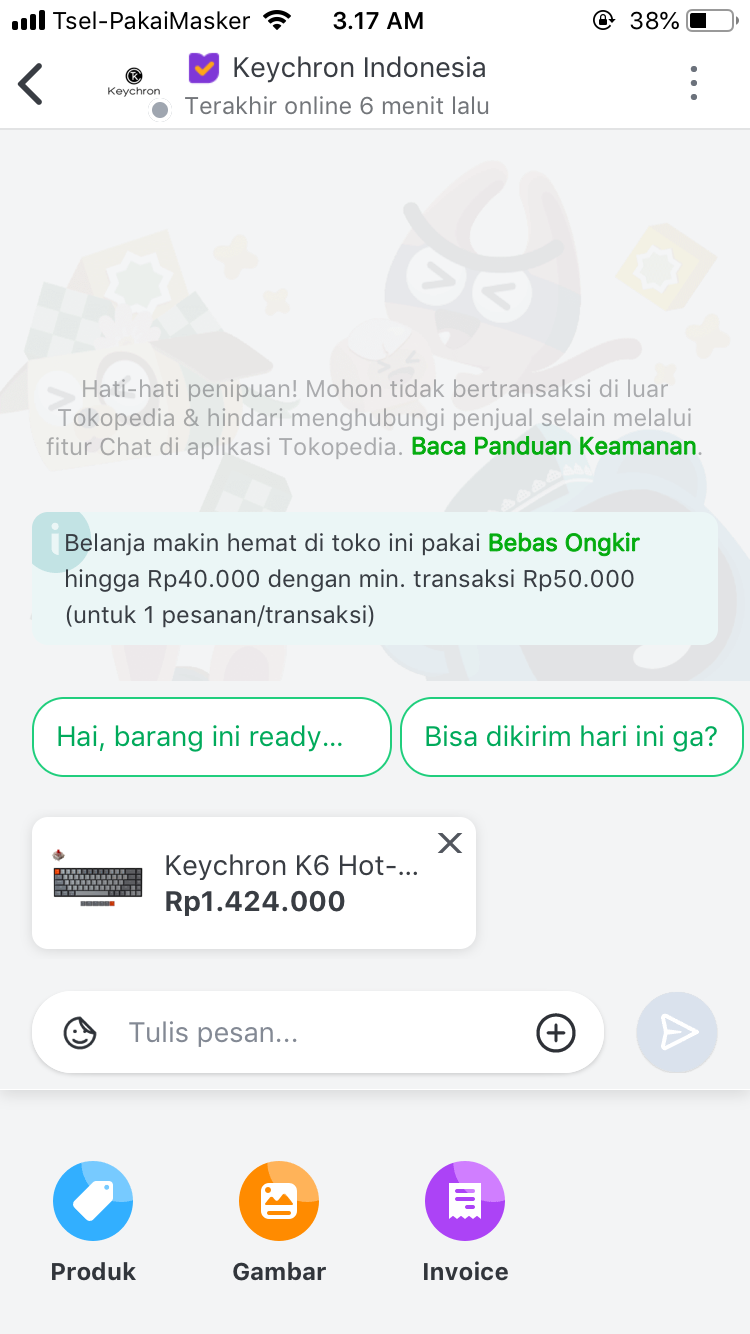 Tsel-PakaiMasker 3.17 AM 38%
Keychron Indonesia
Keychron
Terakhir online 6 menit lalu
Hati-hati penipuan! Mohon tidak bertransaksi di luar
Tokopedia & hindari menghubungi penjual selain melalui
fitur Chat di aplikasi Tokopedia. Baca Panduan Keamanan.
Belanja makin hemat di toko ini pakai Bebas Ongkir
hingga Rp40.000 dengan min. transaksi Rp50.000
(untuk 1 pesanan/transaksi)
Hai, barang ini ready... Bisa dikirim hari ini ga?
Keychron K6 Hot-...
Rp1.424.000
Tulis pesan...
Produk Gambar Invoice